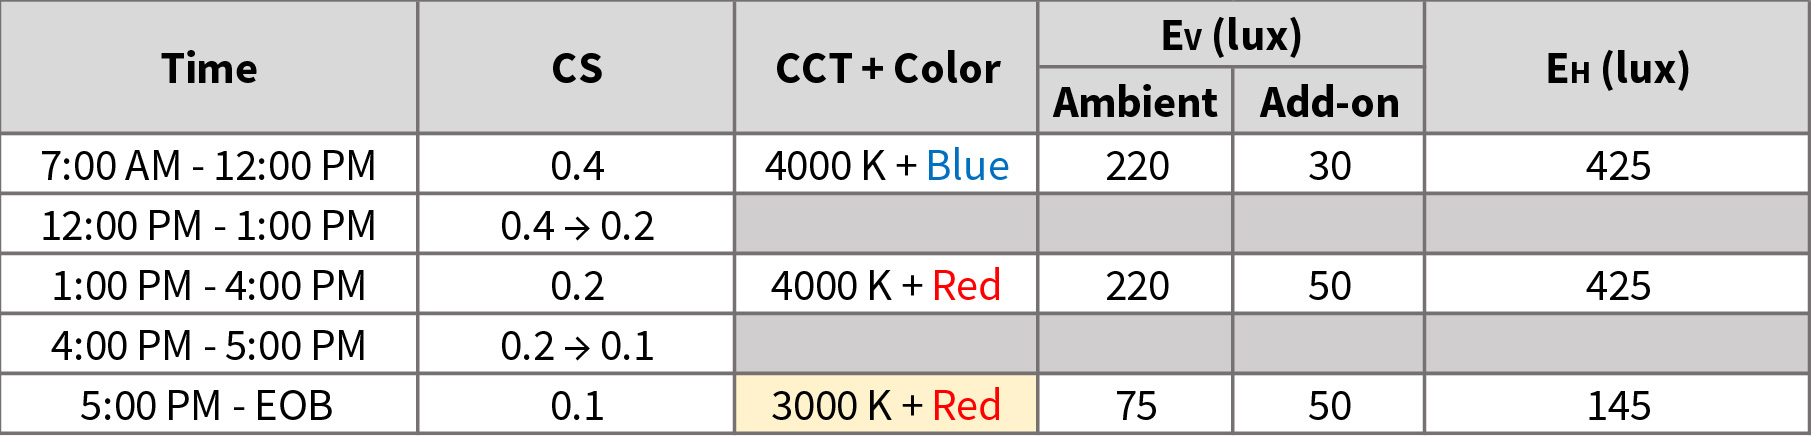 Time CS CCT + Color Ev (lux) EH (lux)
Ambient Add-on
7:00 AM - 12:00 PM 0.4 4000 K + Blue 220 30 425
12:00 PM - 1:00 PM 0.4 → 0.2
1:00 PM - 4:00 PM 0.2 4000 K + Red 220 50 425
4:00 PM - 5:00 PM 0.2 → 0.1
5:00 PM - EOB 0.1 3000 K + Red 75 50 145